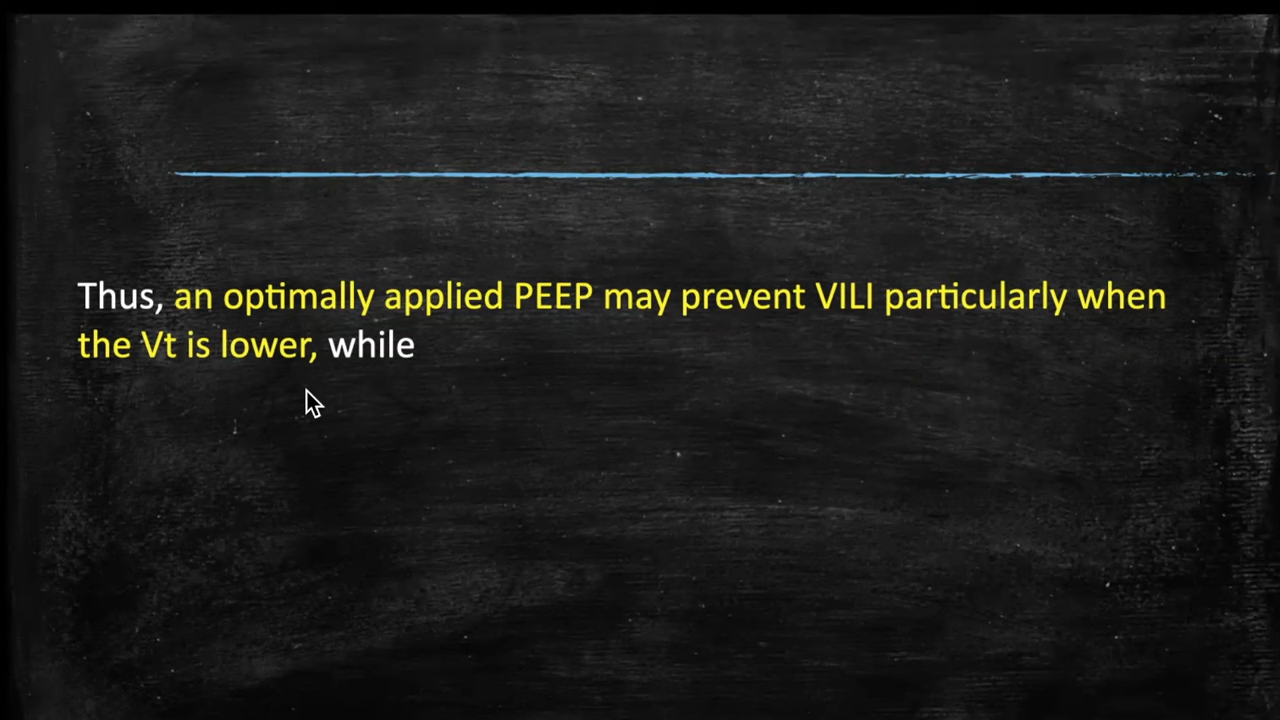 Thus, an optimally applied PEEP may prevent VILI particularly when
the Vt is lower, while